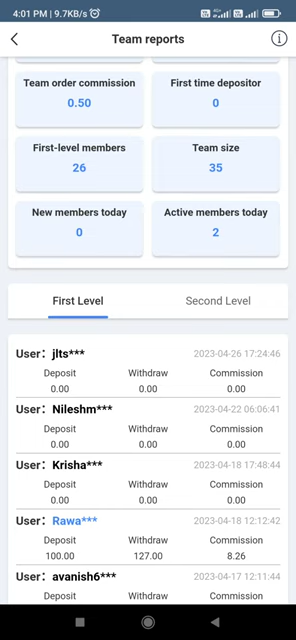 4:01 PM | 9.7KB/s
Team reports
Team order commission
First time depositor
0.50
0
First-level members
Team size
26
35
New members today
Active members today
0
2
First Level
Second Level
User: jlts***
2023-04-26 17:24:46
Deposit
Withdraw
Commission
0.00
0.00
0.00
User: Nileshm***
2023-04-22 06:06:41
Deposit
Withdraw
Commission
0.00
0.00
0.00
User: Krisha***
2023-04-18 17:48:44
Deposit
Withdraw
Commission
0.00
0.00
0.00
User: Rawa***
2023-04-18 12:12:42
Deposit
Withdraw
Commission
100.00
127.00
8.26
User: avanish6***
2023-04-17 12:11:44
Deposit
Withdraw
Commission